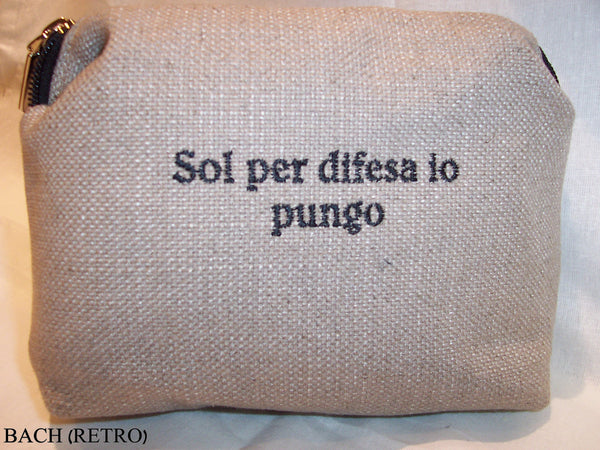 Sol per difesa io
pungo
BACH (RETRO)